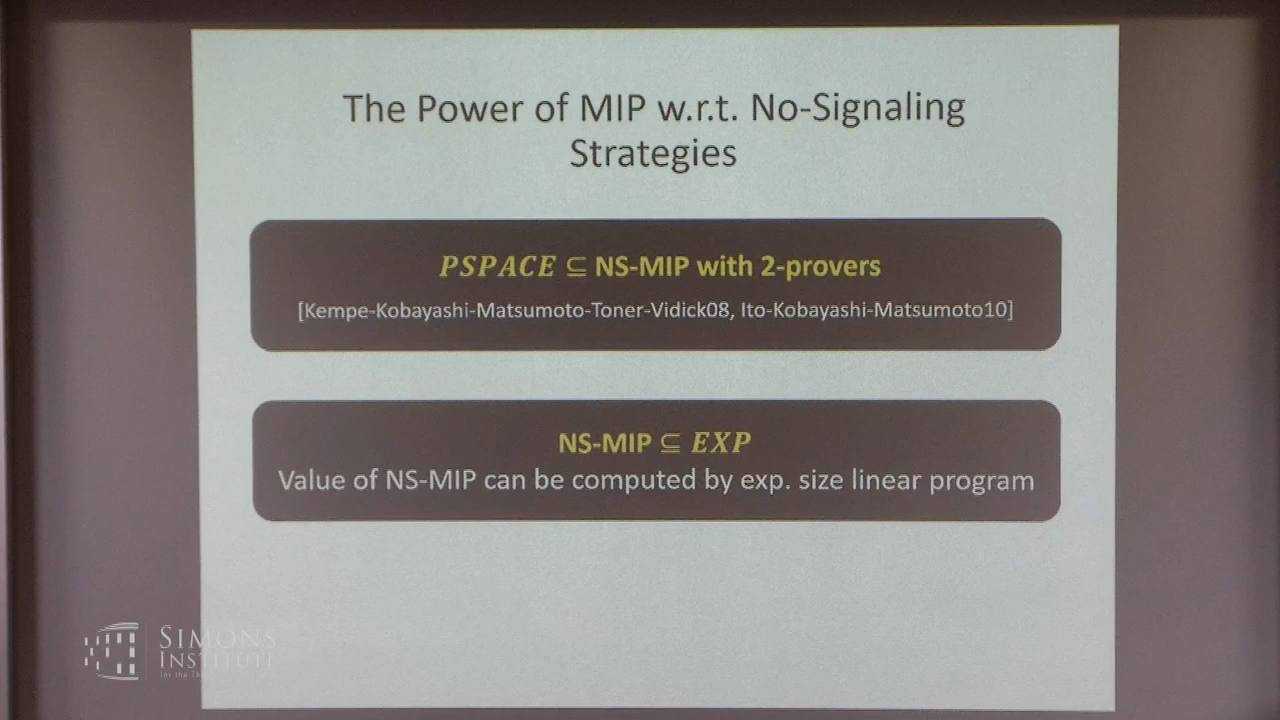 The Power of MIP w.r.t. No-Signaling
Strategies
PSPACE ⊆ NS-MIP with 2-provers
[Kempe-Kobayashi-Matsumoto-Toner-Vidick08, Ito-Kobayashi-Matsumoto10]
NS-MIP ⊆ EXP
Value of NS-MIP can be computed by exp. size linear program
SIMONS
INSTITUTE
for the